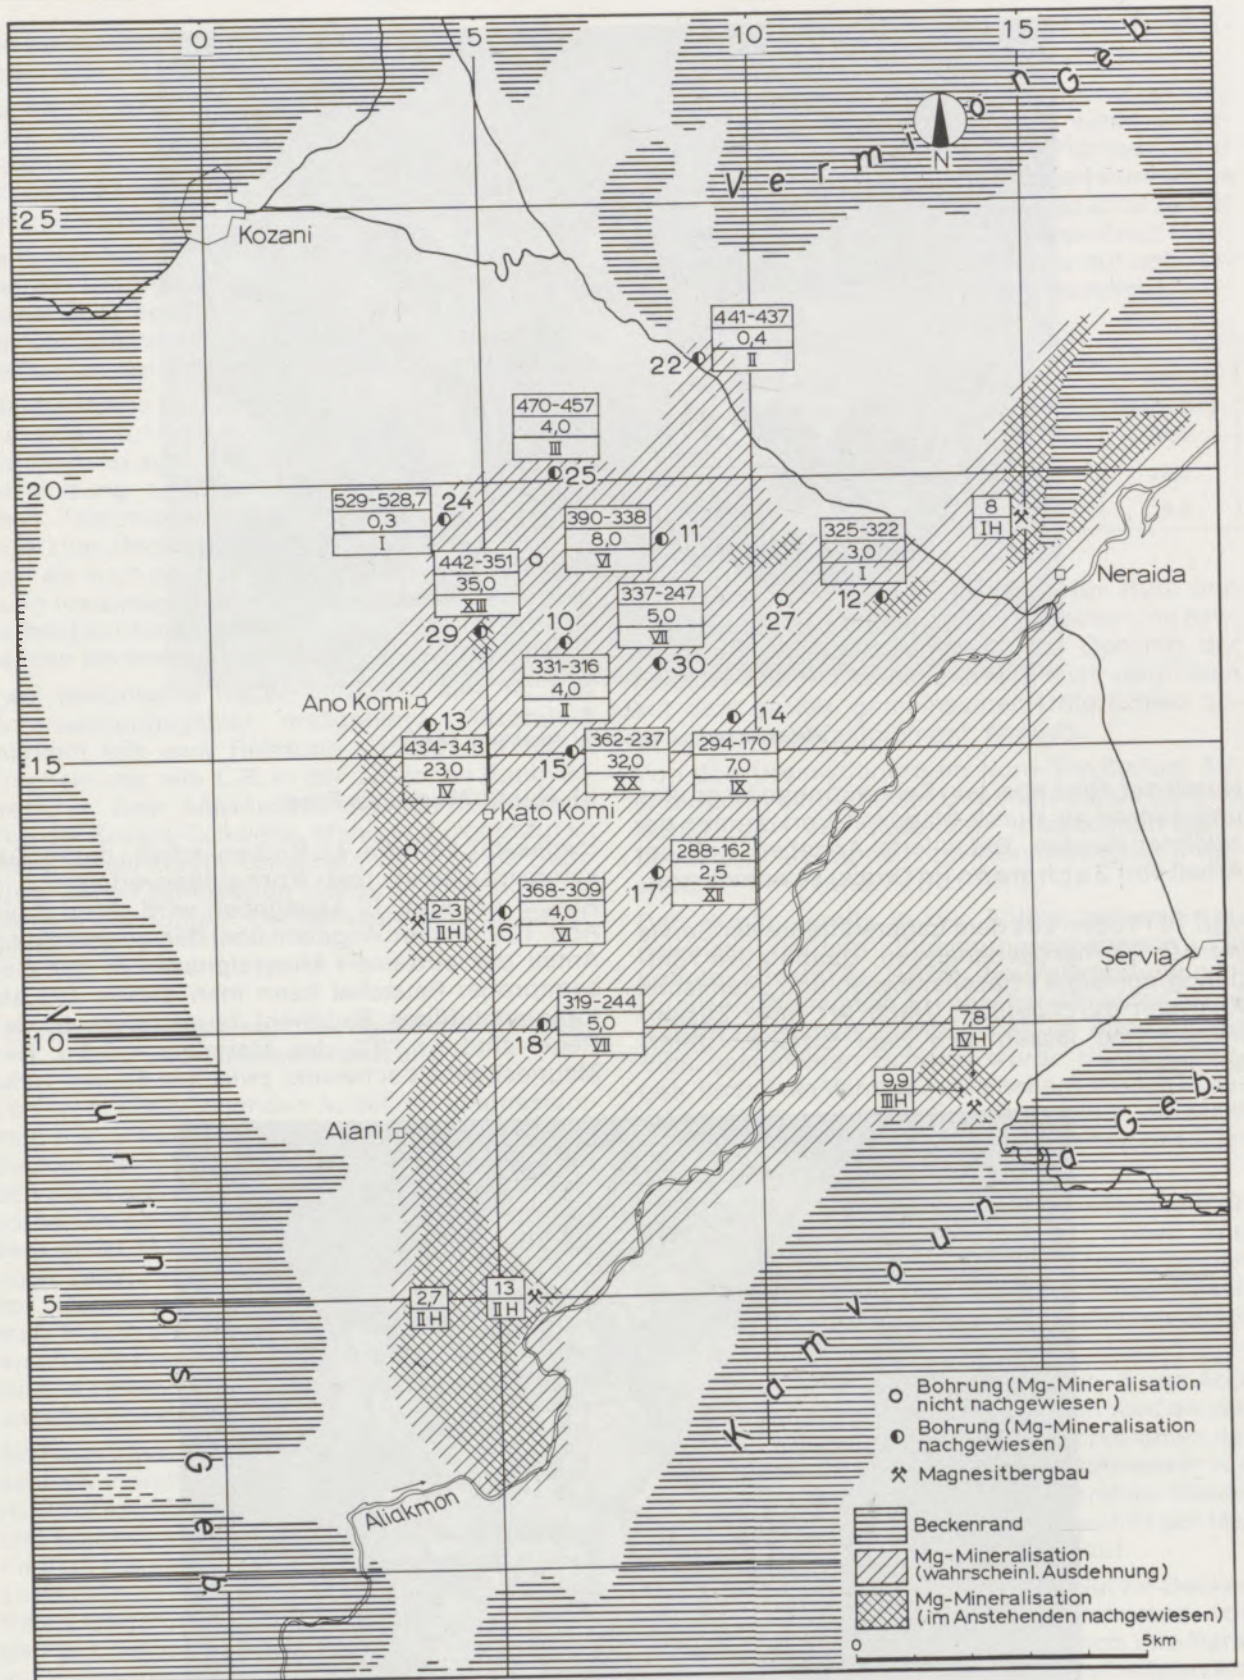 0 5 10 15
Vermion Geb.
N
25
Kozani
441-437
0,4
II
22
470-457
4,0
III
25
20
529-528,7
0,3
I
24
390-338
8,0
VI
11
325-322
3,0
I
12
8
I H
Neraida
442-351
35,0
XIII
29
337-247
5,0
VII
30
27
10
331-316
4,0
II
Ano Komi
13
434-343
23,0
IV
14
294-170
7,0
IX
15
362-237
32,0
XX
15
Kato Komi
288-162
2,5
XII
17
2-3
II H
368-309
4,0
VI
16
Servia
319-244
5,0
VII
18
10
7,8
IV H
9,9
III H
Vourinos Geb.
Aiani
Kamvouna Geb.
5
2,7
II H
13
II H
Aliakmon
Bohrung (Mg-Mineralisation
nicht nachgewiesen)
Bohrung (Mg-Mineralisation
nachgewiesen)
Magnesitbergbau
Beckenrand
Mg-Mineralisation
(wahrscheinl. Ausdehnung)
Mg-Mineralisation
(im Anstehenden nachgewiesen)
0 5km